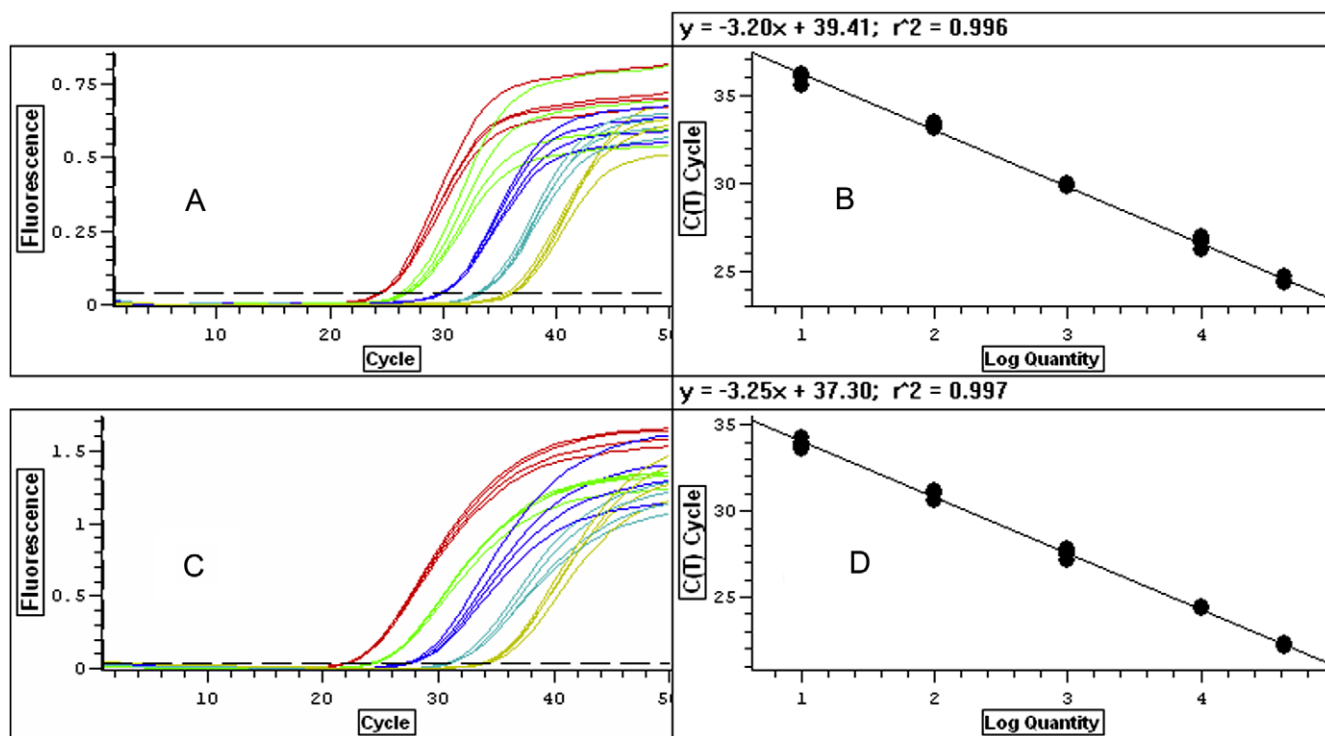 y = -3.20x + 39.41; r^2 = 0.996
Fluorescence
0.75
0.5
0.25
0
A
10
20
30
40
50
Cycle
C(T) Cycle
35
30
25
B
1
2
3
4
Log Quantity
y = -3.25x + 37.30; r^2 = 0.997
Fluorescence
1.5
1
0.5
0
C
10
20
30
40
50
Cycle
C(T) Cycle
35
30
25
D
1
2
3
4
Log Quantity